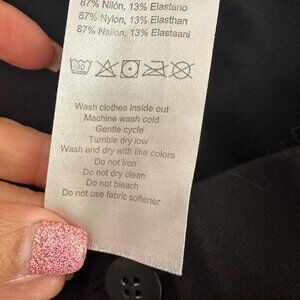 87% Nilón, 13% Elastano
87% Nylon, 13% Elasthan
87% Nailon, 13% Elastaani
30
Wash clothes inside out
Machine wash cold
Gentle cycle
Tumble dry low
Wash and dry with like colors
Do not iron
Do not dry clean
Do not bleach
Do not use fabric softener